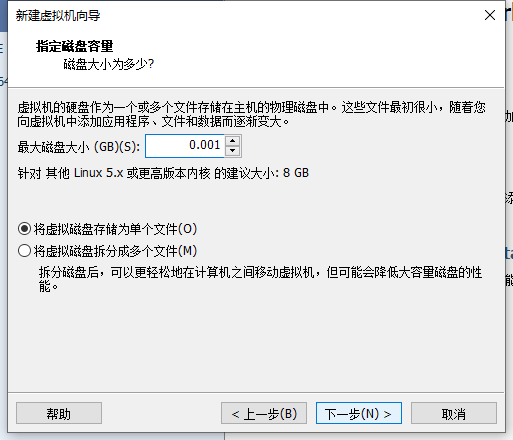 新建虚拟机向导
指定磁盘容量
磁盘大小为多少?
虚拟机的硬盘作为一个或多个文件存储在主机的物理磁盘中。这些文件最初很小，随着您
向虚拟机中添加应用程序、文件和数据而逐渐变大。
最大磁盘大小 (GB)(S): 0.001
针对 其他 Linux 5.x 或更高版本内核 的建议大小: 8 GB
将虚拟磁盘存储为单个文件(O)
将虚拟磁盘拆分成多个文件(M)
拆分磁盘后，可以更轻松地在计算机之间移动虚拟机，但可能会降低大容量磁盘的性
能。
帮助 < 上一步(B) 下一步(N) > 取消